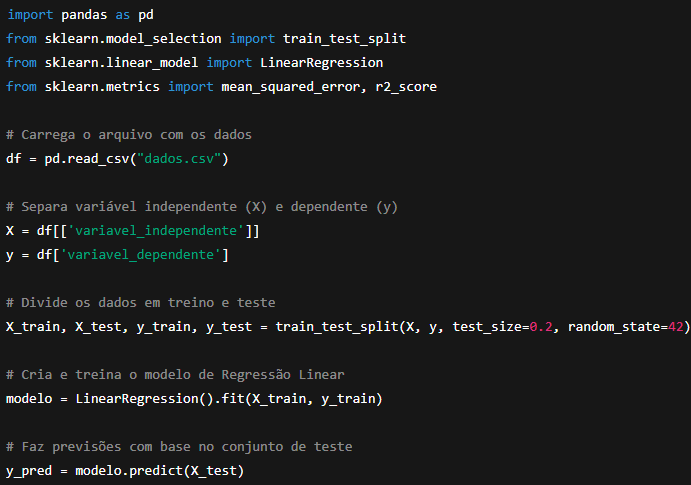 import pandas as pd
from sklearn.model_selection import train_test_split
from sklearn.linear_model import LinearRegression
from sklearn.metrics import mean_squared_error, r2_score
# Carrega o arquivo com os dados
df = pd.read_csv("dados.csv")
# Separa variável independente (X) e dependente (y)
X = df[['variavel_independente']]
y = df['variavel_dependente']
# Divide os dados em treino e teste
X_train, X_test, y_train, y_test = train_test_split(X, y, test_size=0.2, random_state=42)
# Cria e treina o modelo de Regressão Linear
modelo = LinearRegression().fit(X_train, y_train)
# Faz previsões com base no conjunto de teste
y_pred = modelo.predict(X_test)